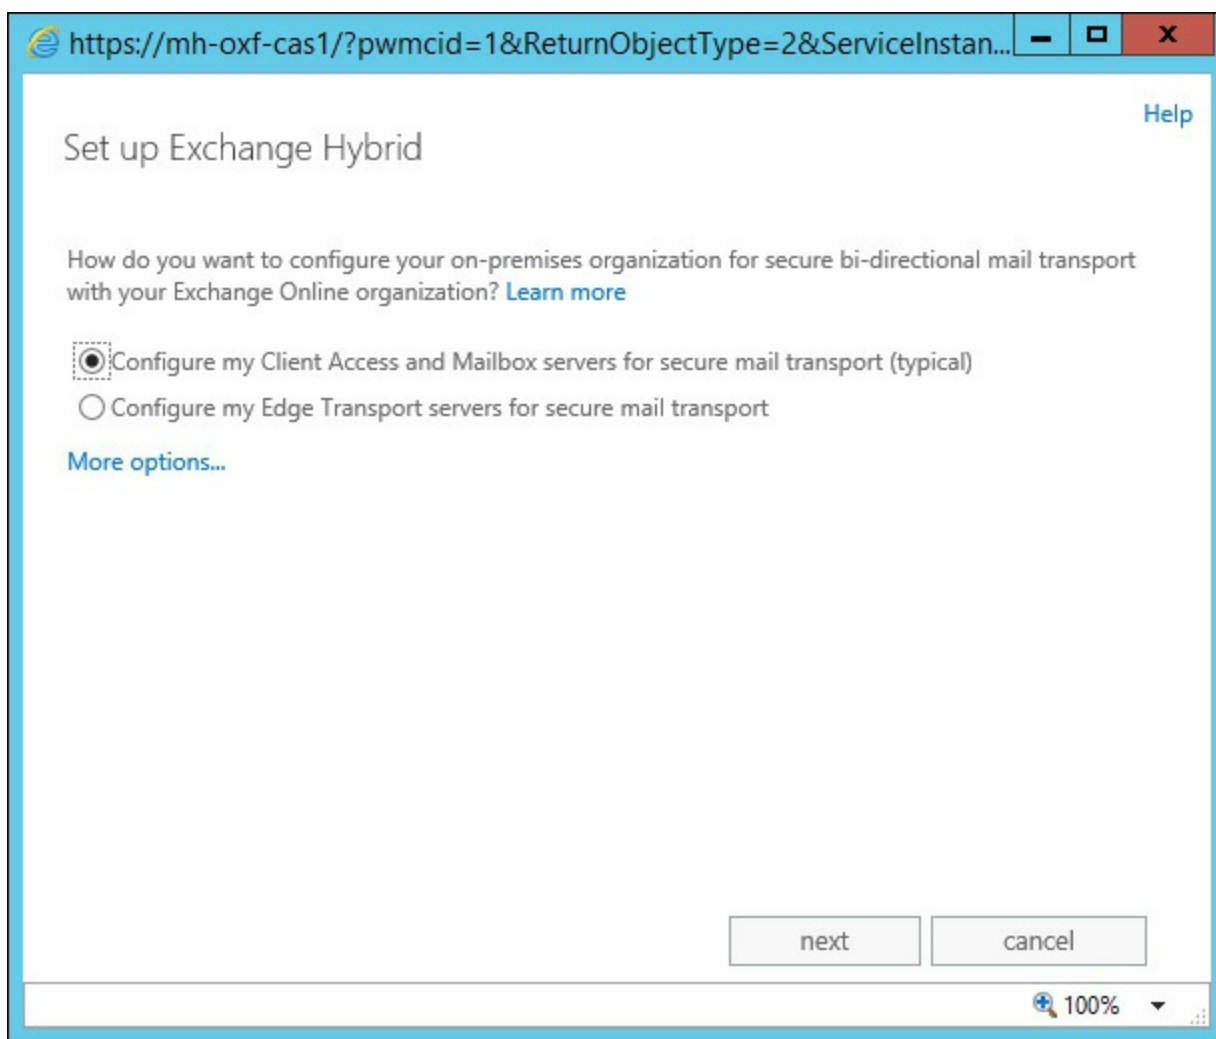 https://mh-oxf-cas1/?pwmcid=1&ReturnObjectType=2&ServiceInstan...
Help
Set up Exchange Hybrid
How do you want to configure your on-premises organization for secure bi-directional mail transport
with your Exchange Online organization? Learn more
Configure my Client Access and Mailbox servers for secure mail transport (typical)
Configure my Edge Transport servers for secure mail transport
More options...
next
cancel
100%